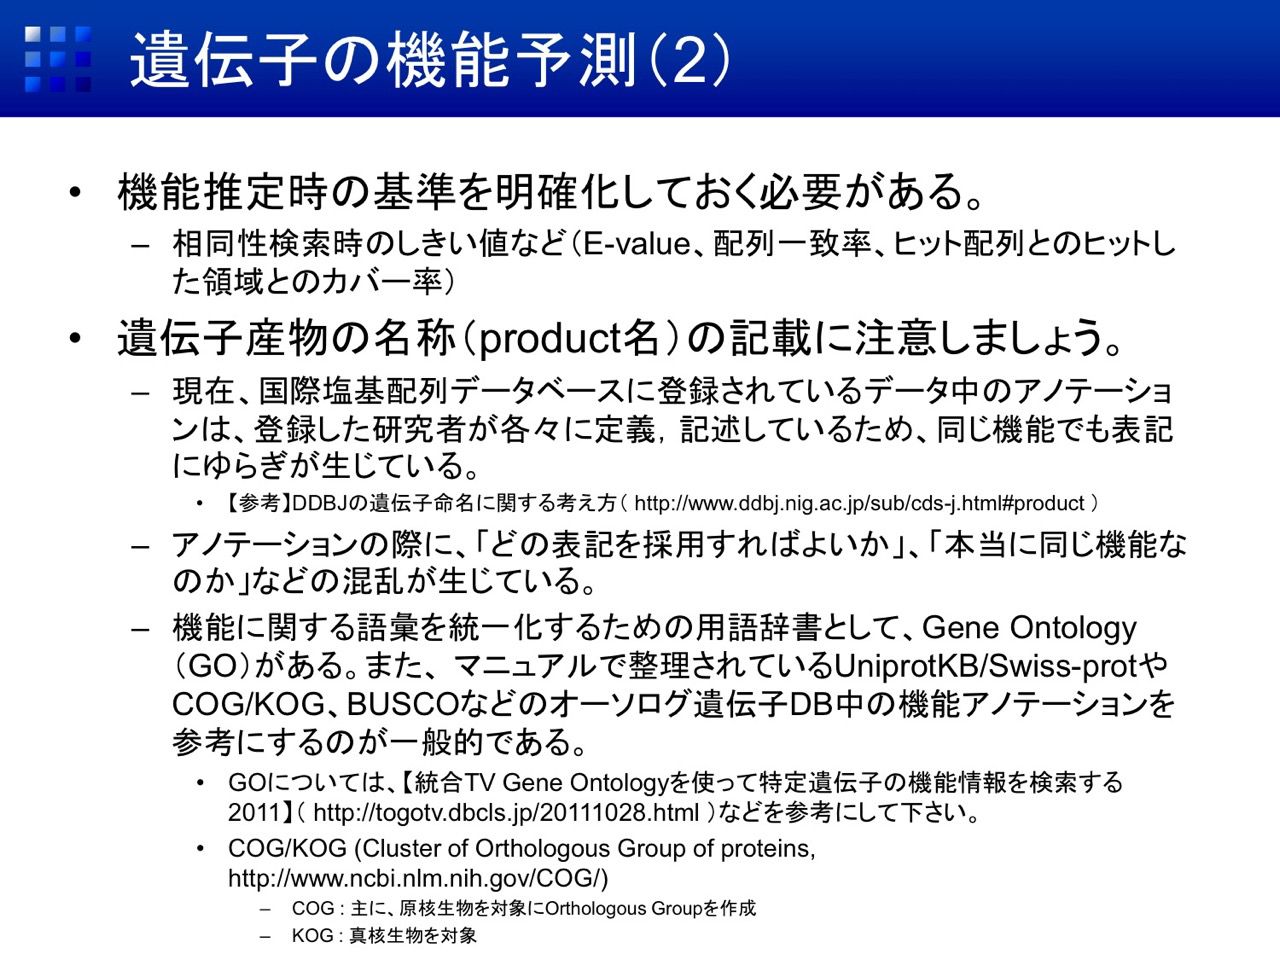 遺伝子の機能予測（2）
• 機能推定時の基準を明確化しておく必要がある。
– 相同性検索時のしきい値など（E-value、配列一致率、ヒット配列とのヒットし
た領域とのカバー率）
• 遺伝子産物の名称（product名）の記載に注意しましょう。
– 現在、国際塩基配列データベースに登録されているデータ中のアノテーショ
ンは、登録した研究者が各々に定義，記述しているため、同じ機能でも表記
にゆらぎが生じている。
• 【参考】DDBJの遺伝子命名に関する考え方（ http://www.ddbj.nig.ac.jp/sub/cds-j.html#product ）
– アノテーションの際に、「どの表記を採用すればよいか」、「本当に同じ機能な
のか」などの混乱が生じている。
– 機能に関する語彙を統一化するための用語辞書として、Gene Ontology
（GO）がある。また、 マニュアルで整理されているUniprotKB/Swiss-protや
COG/KOG、BUSCOなどのオーソログ遺伝子DB中の機能アノテーションを
参考にするのが一般的である。
• GOについては、【統合TV Gene Ontologyを使って特定遺伝子の機能情報を検索する
2011】（ http://togotv.dbcls.jp/20111028.html ）などを参考にして下さい。
• COG/KOG (Cluster of Orthologous Group of proteins,
http://www.ncbi.nlm.nih.gov/COG/)
– COG : 主に、原核生物を対象にOrthologous Groupを作成
– KOG : 真核生物を対象